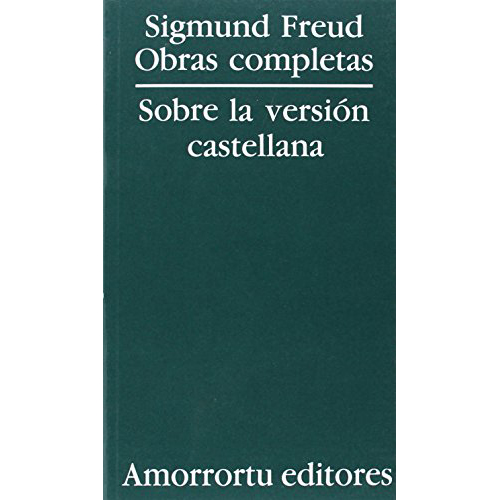 Sigmund Freud
Obras completas
Sobre la versión
castellana
Amorrortu editores